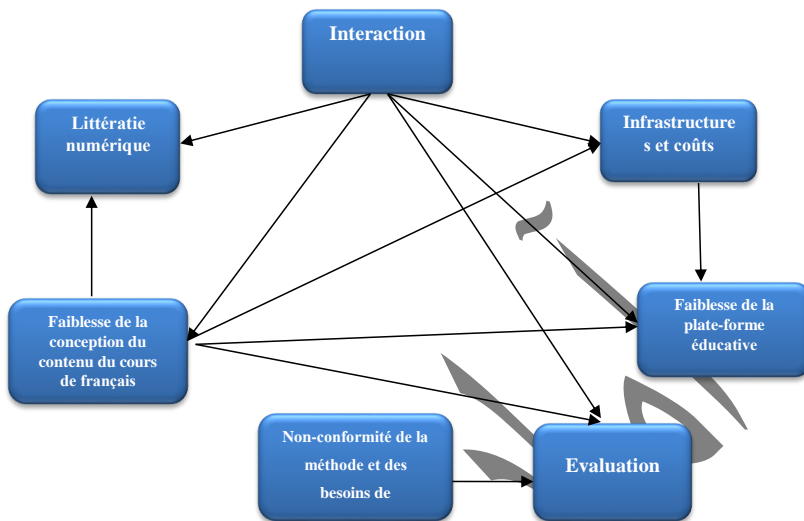 Interaction
Littératie
numérique
Infrastructure
s et coûts
Faiblesse de la
conception du
contenu du cours
de français
Faiblesse de la
plate-forme
éducative
Non-conformité de la
méthode et des
besoins de
Evaluation